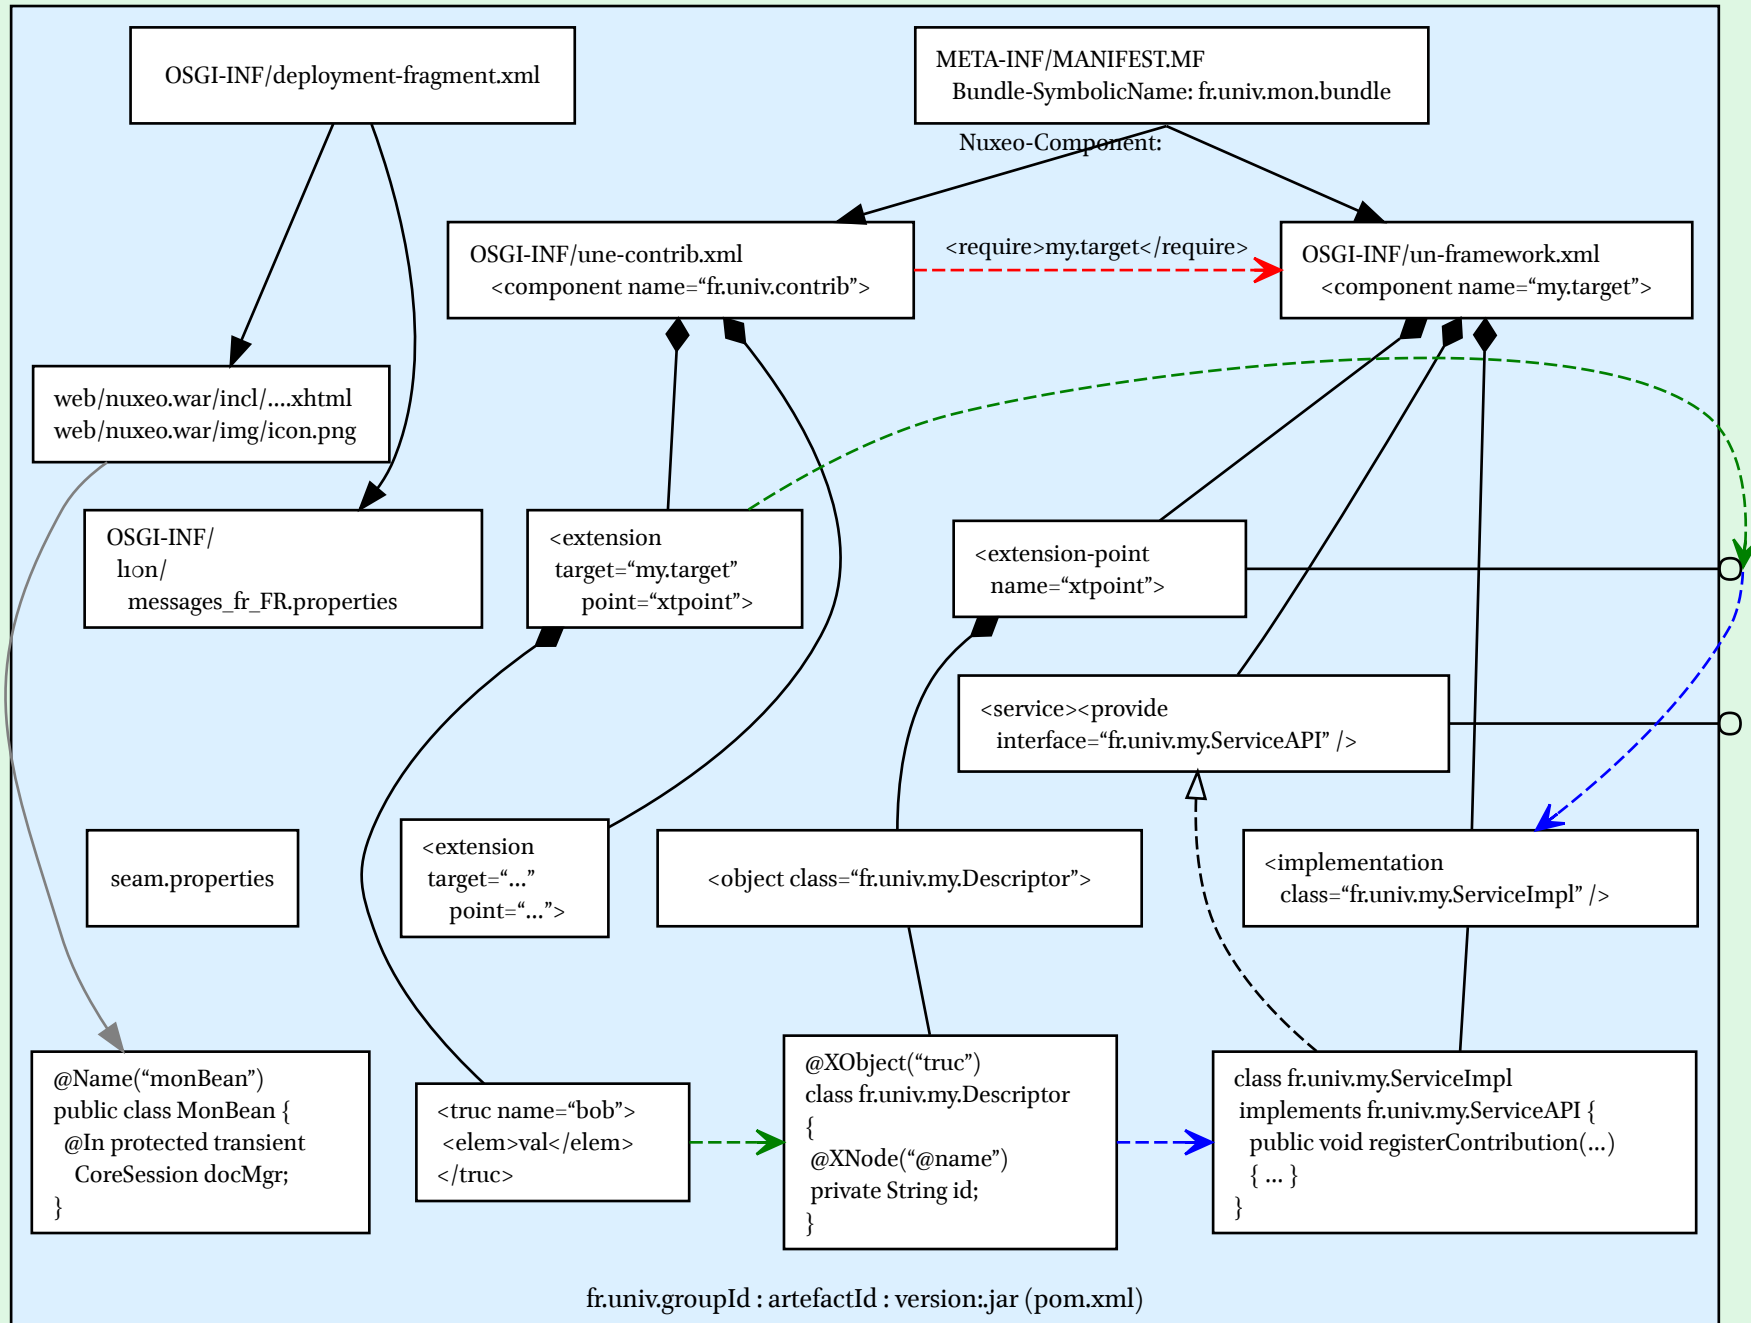 OSGI-INF/deployment-fragment.xml
META-INF/MANIFEST.MF
Bundle-SymbolicName: fr.univ.mon.bundle
Nuxeo-Component:
OSGI-INF/une-contrib.xml
<component name=“fr.univ.contrib”>
<require>my.target</require>
OSGI-INF/un-framework.xml
<component name=“my.target”>
web/nuxeo.war/incl/....xhtml
web/nuxeo.war/img/icon.png
OSGI-INF/
l10n/
messages_fr_FR.properties
<extension
target=“my.target”
point=“xtpoint”>
<extension-point
name=“xtpoint”>
<service><provide
interface=“fr.univ.my.ServiceAPI” />
seam.properties
<extension
target=“...”
point=“...”>
<object class=“fr.univ.my.Descriptor”>
<implementation
class=“fr.univ.my.ServiceImpl” />
@Name(“monBean”)
public class MonBean {
@In protected transient
CoreSession docMgr;
}
<truc name=“bob”>
<elem>val</elem>
</truc>
@XObject(“truc”)
class fr.univ.my.Descriptor
{
@XNode(“@name”)
private String id;
}
class fr.univ.my.ServiceImpl
implements fr.univ.my.ServiceAPI {
public void registerContribution(...)
{ ... }
}
fr.univ.groupId : artefactId : version:.jar (pom.xml)